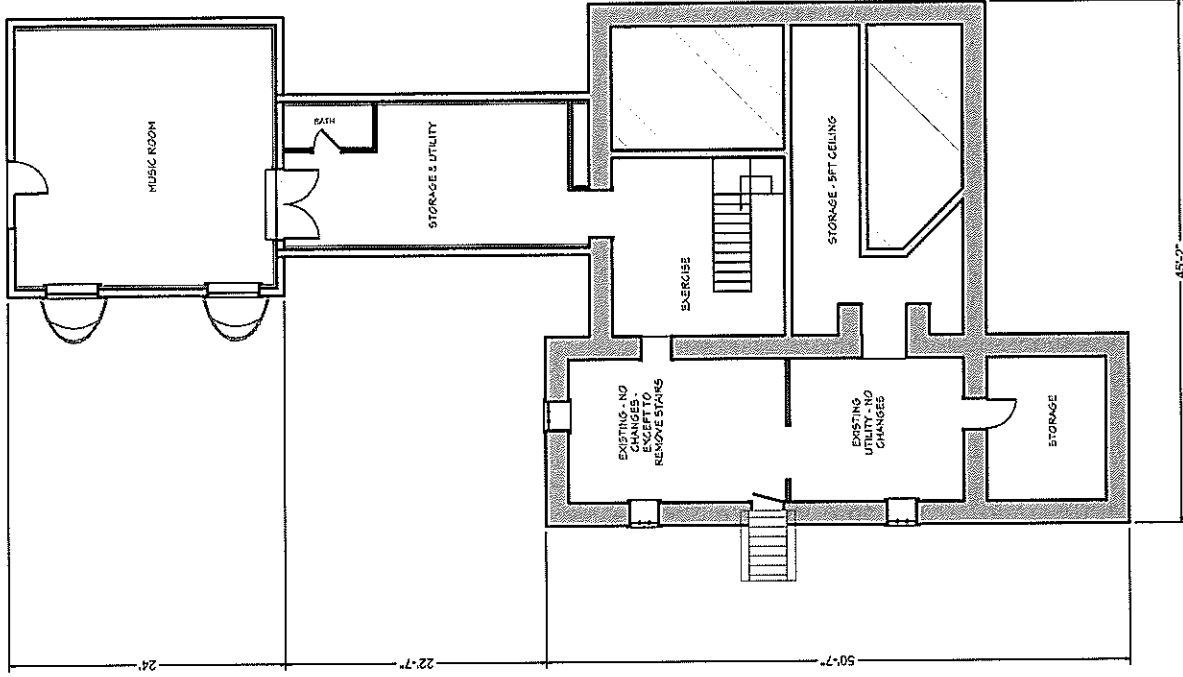 MUSIC ROOM
BATH
STORAGE & UTILITY
STORAGE - 5FT CEILING
EXERCISE
EXISTING - NO
CHANGES -
EXCEPT TO
REMOVE STAIRS
EXISTING
UTILITY - NO
CHANGES
STORAGE
24'
22'-7"
50'-7"
45'-2"